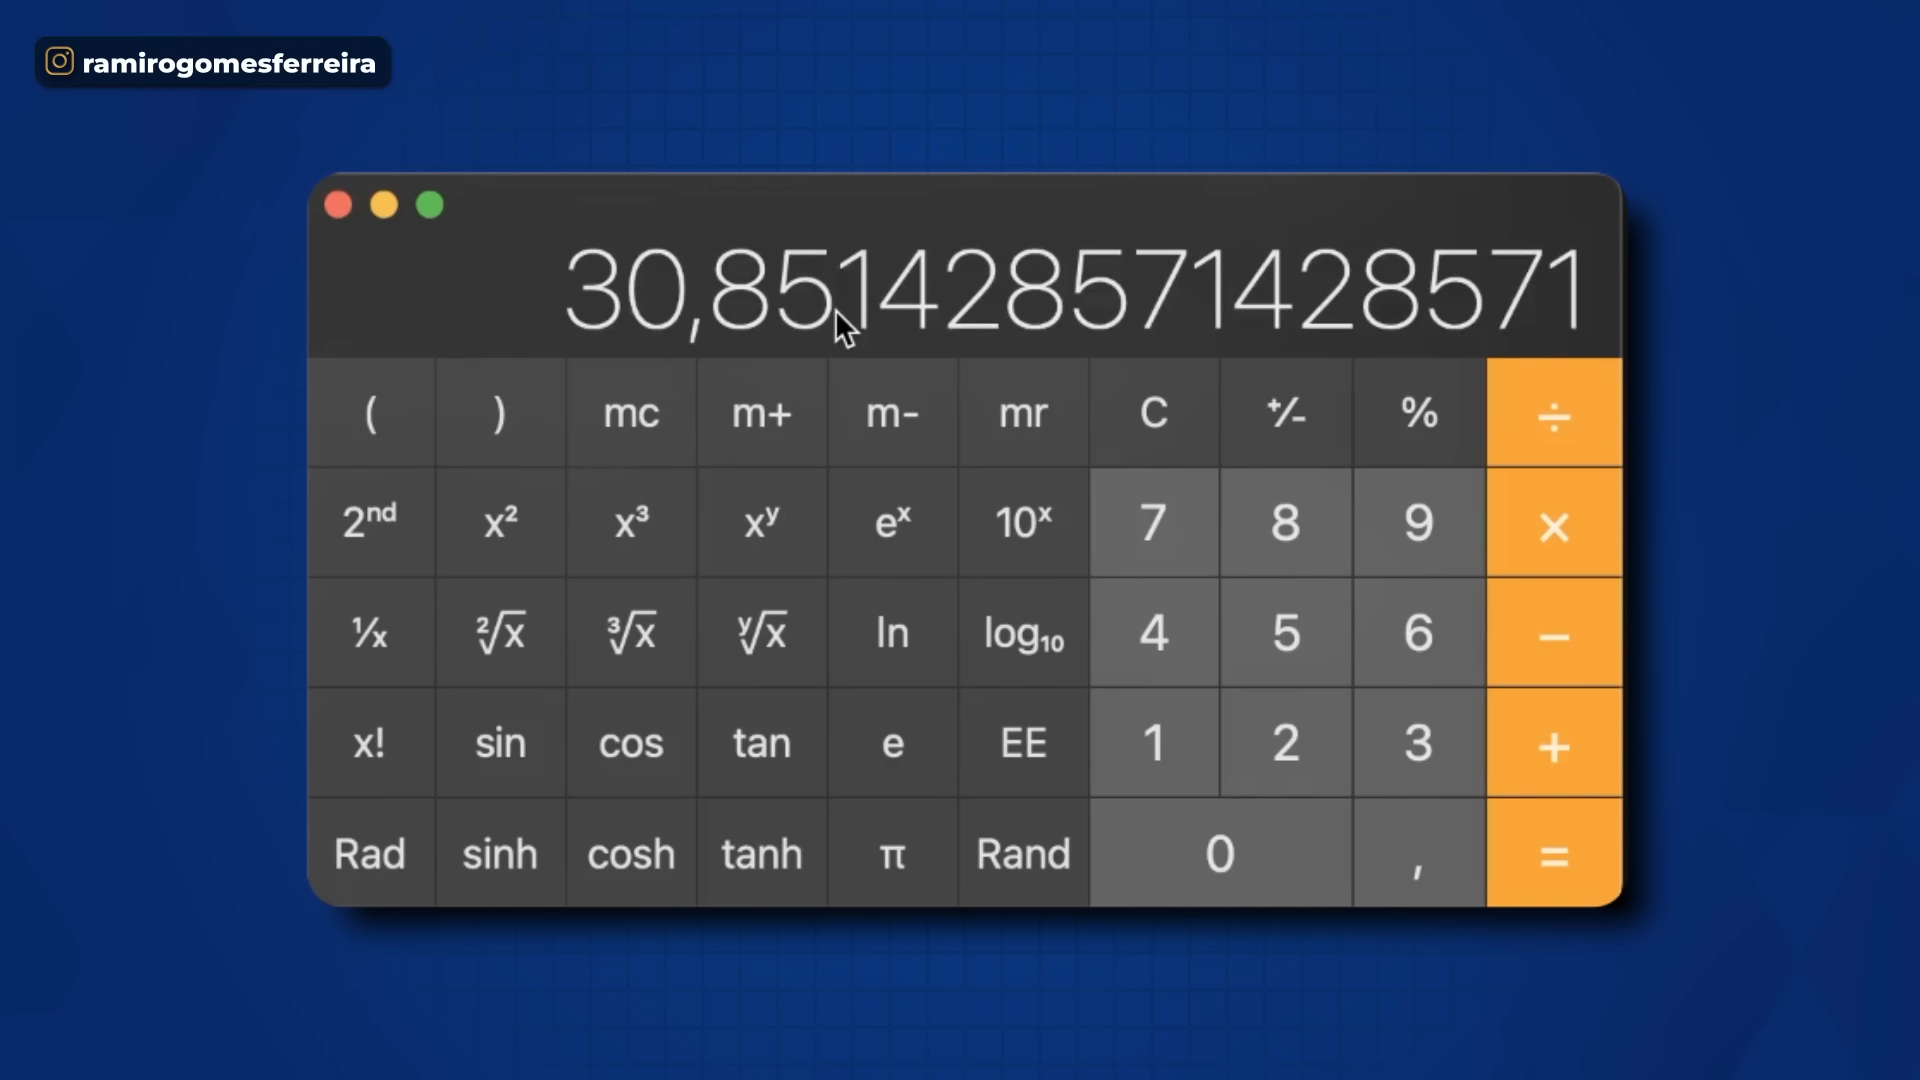 ramirogomesferreira
30,851428571428571
( ) mc m+ m- mr C ⁺∕₋ % ÷
2ⁿᵈ x² x³ xʸ eˣ 10ˣ 7 8 9 ×
¹∕ₓ ²√x ³√x ʸ√x ln log₁₀ 4 5 6 −
x! sin cos tan e EE 1 2 3 +
Rad sinh cosh tanh π Rand 0 , =